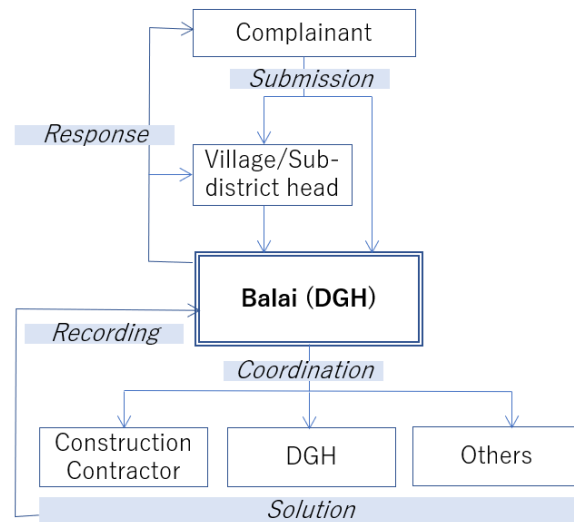 Complainant
Submission
Response
Village/Sub-
district head
Balai (DGH)
Recording
Coordination
Construction
Contractor
DGH
Others
Solution